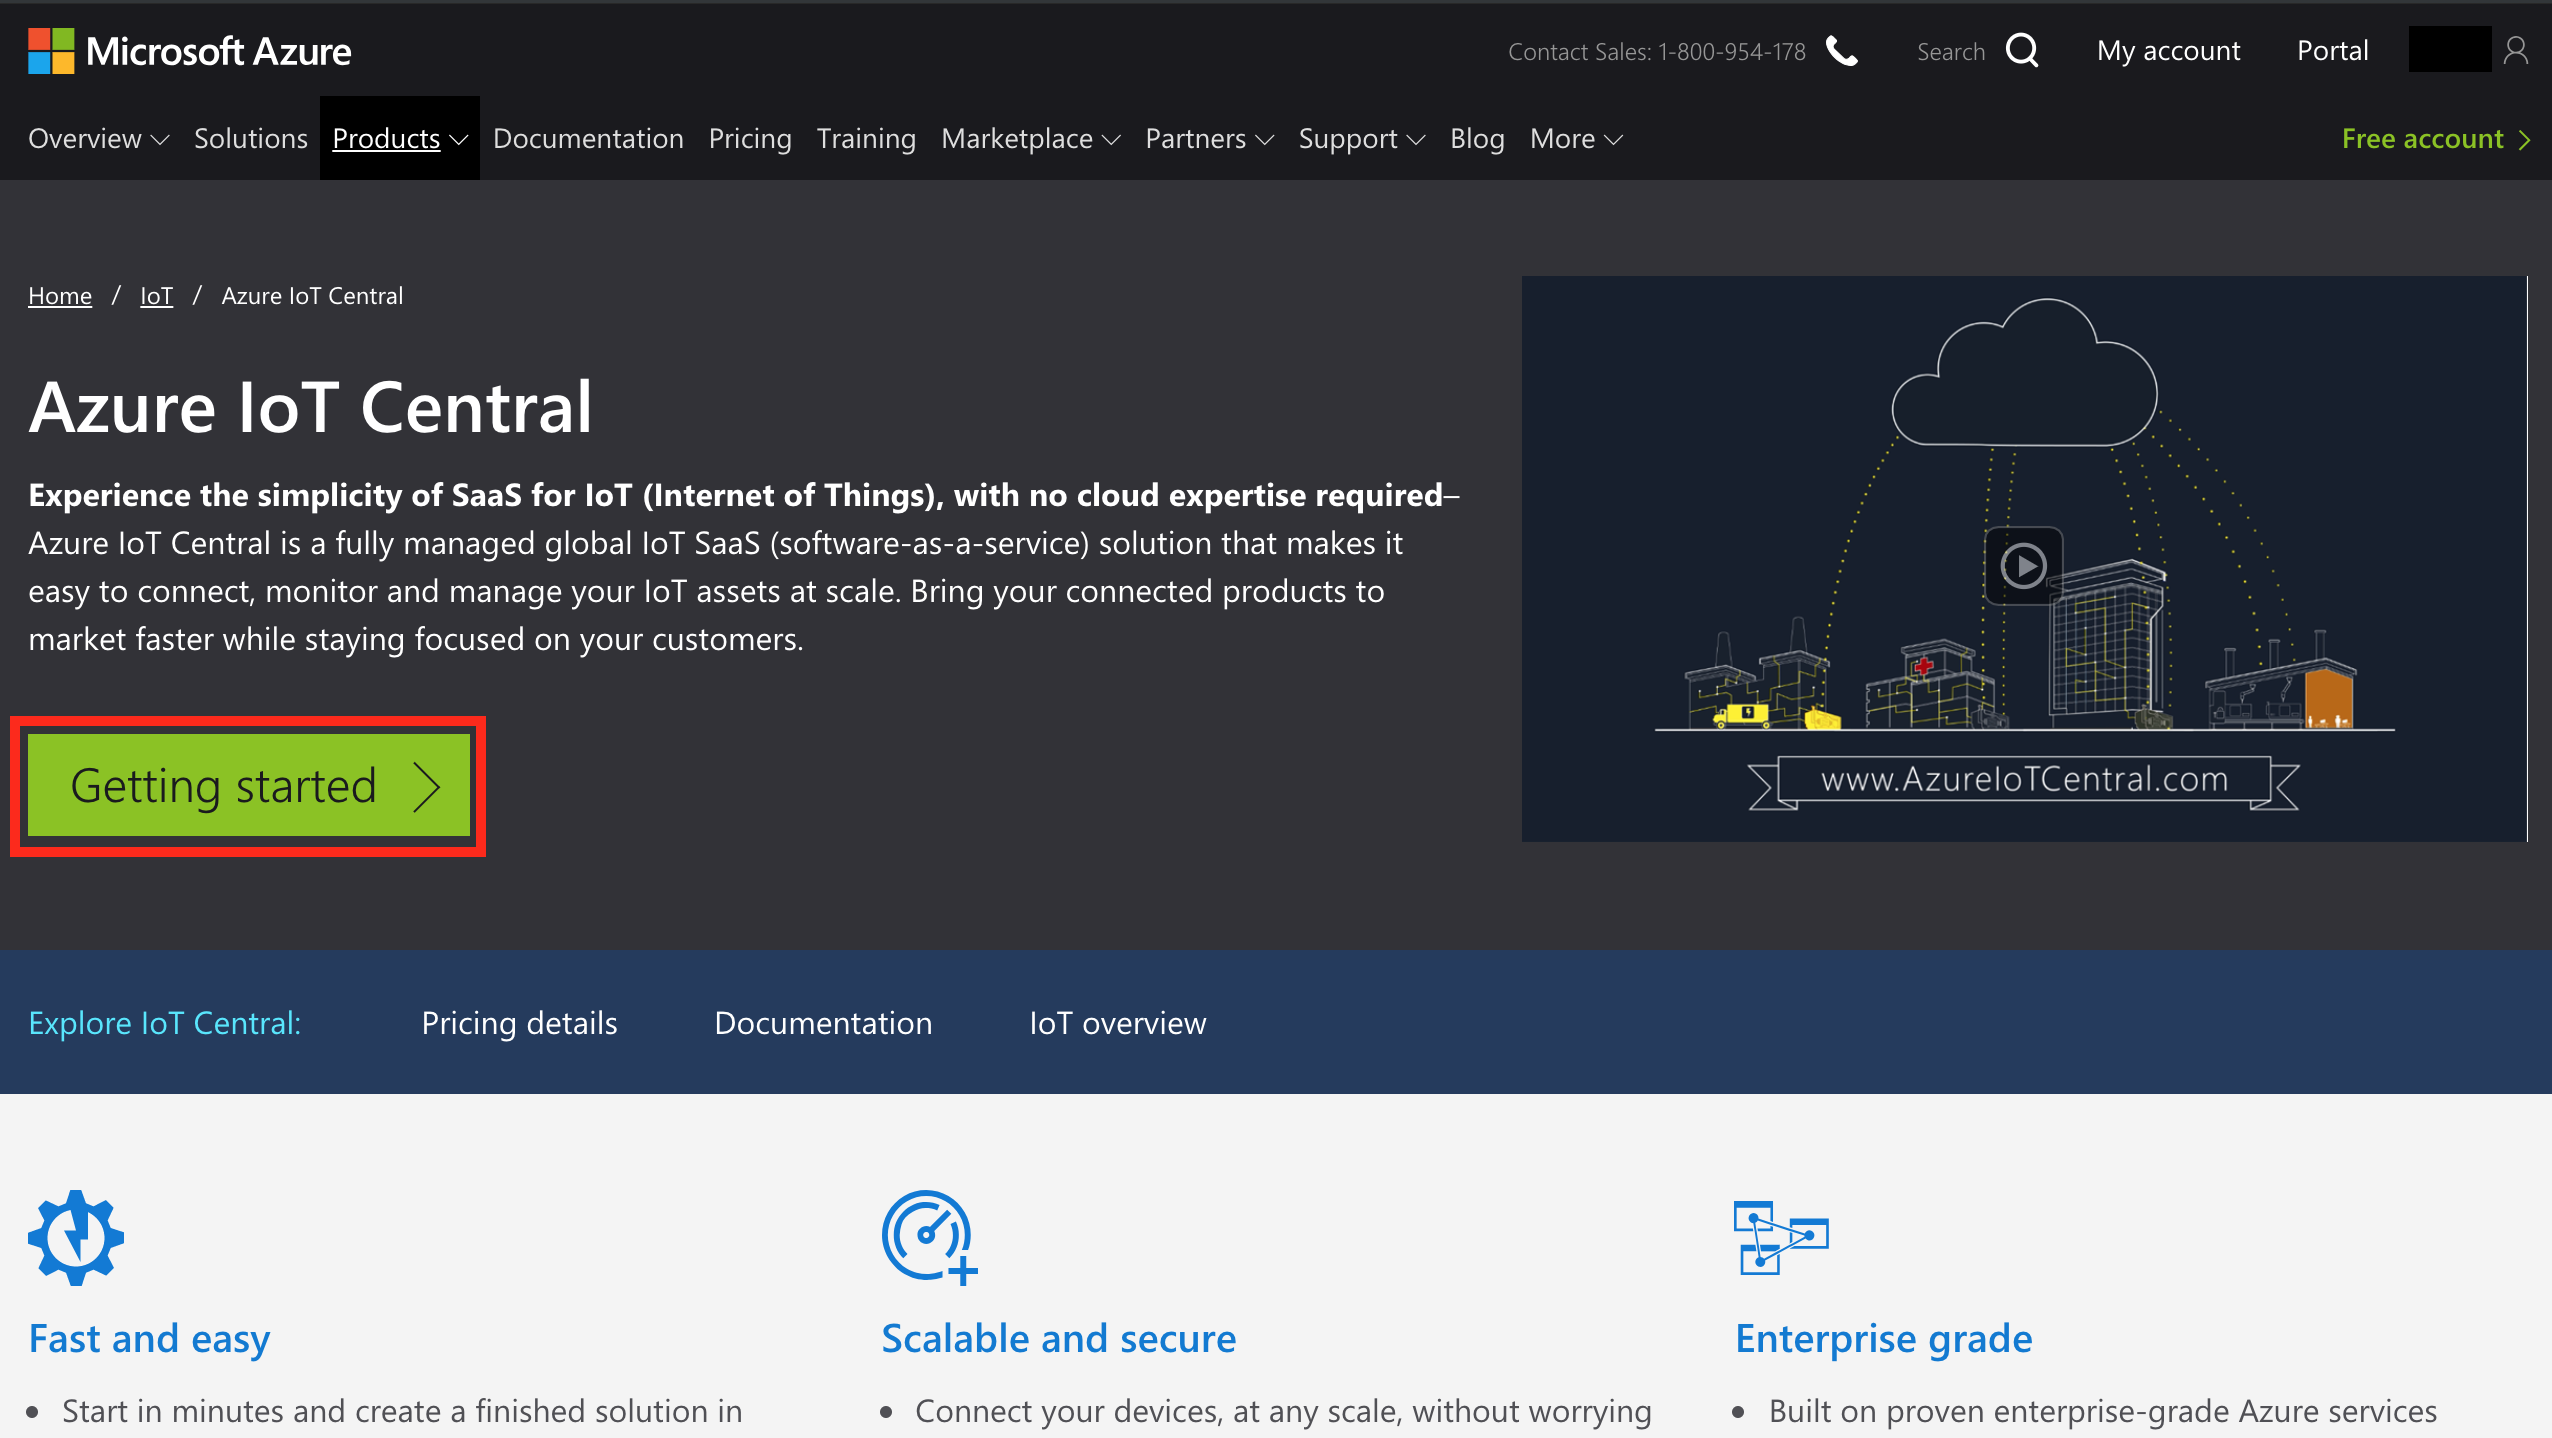 Microsoft Azure
Contact Sales: 1-800-954-178
Search
My account
Portal
Overview
Solutions
Products
Documentation
Pricing
Training
Marketplace
Partners
Support
Blog
More
Free account
Home / IoT / Azure IoT Central
Azure IoT Central
Experience the simplicity of SaaS for IoT (Internet of Things), with no cloud expertise required–
Azure IoT Central is a fully managed global IoT SaaS (software-as-a-service) solution that makes it
easy to connect, monitor and manage your IoT assets at scale. Bring your connected products to
market faster while staying focused on your customers.
Getting started
www.AzureIoTCentral.com
Explore IoT Central:
Pricing details
Documentation
IoT overview
Fast and easy
• Start in minutes and create a finished solution in
Scalable and secure
• Connect your devices, at any scale, without worrying
Enterprise grade
• Built on proven enterprise-grade Azure services